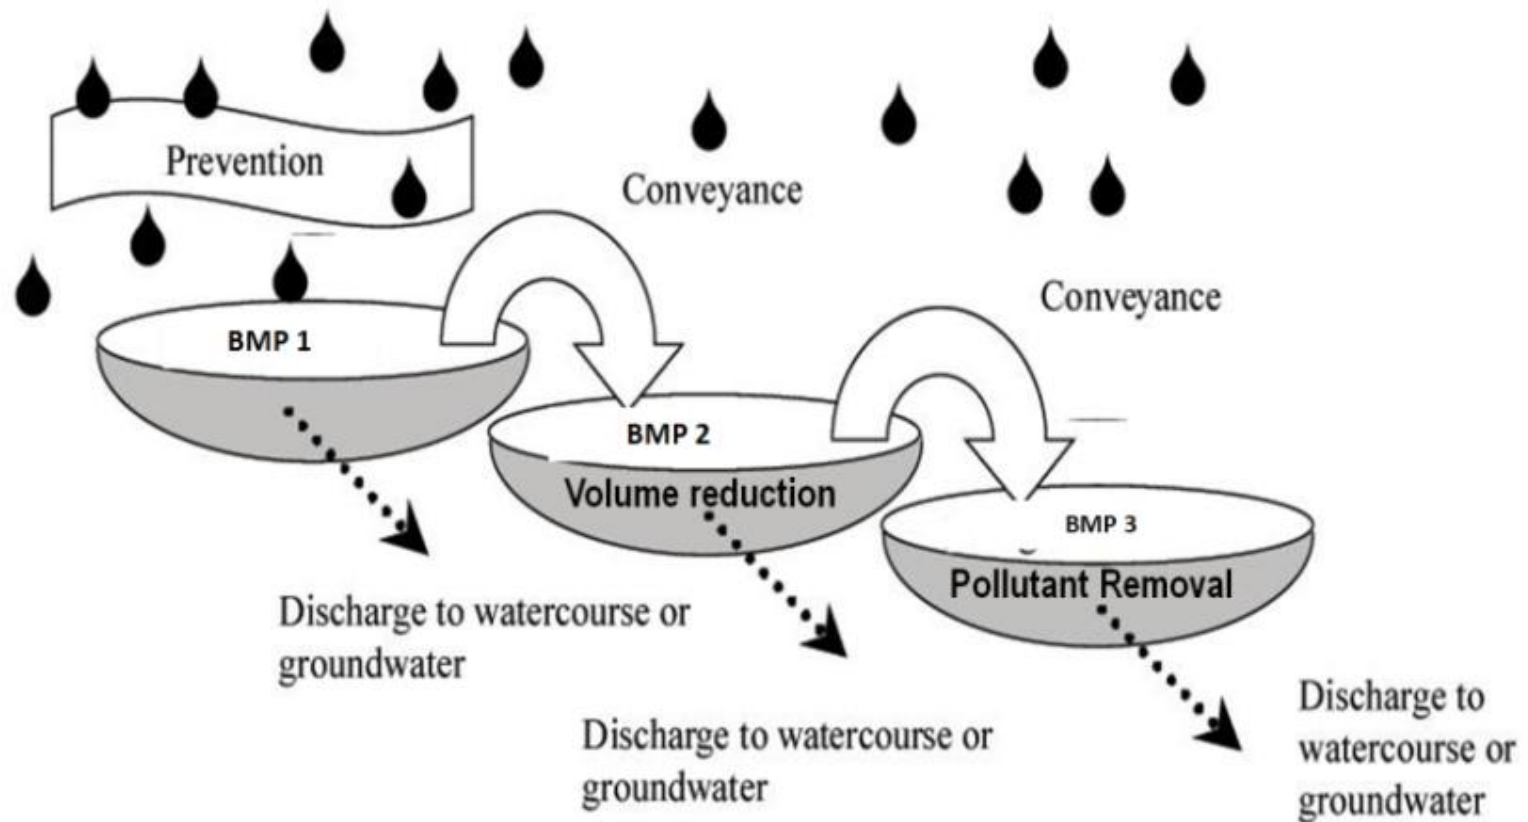 Prevention
Conveyance
Conveyance
BMP 1
BMP 2
Volume reduction
BMP 3
Pollutant Removal
Discharge to watercourse or
groundwater
Discharge to watercourse or
groundwater
Discharge to
watercourse or
groundwater